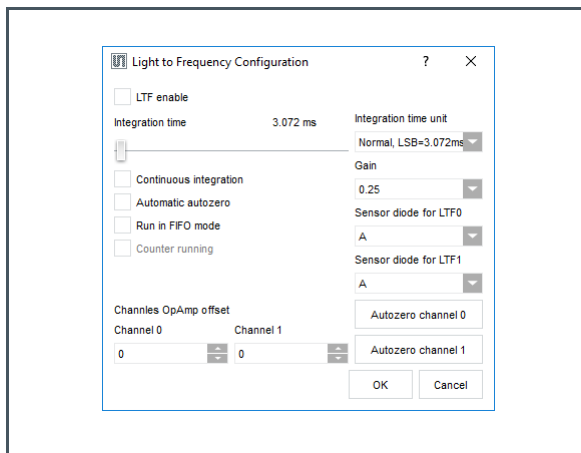 Light to Frequency Configuration ?
LTF enable
Integration time 3.072 ms
Integration time unit
Normal, LSB=3.072ms
Gain
0.25
Continuous integration
Automatic autozero
Run in FIFO mode
Counter running
Sensor diode for LTF0
A
Sensor diode for LTF1
A
Channles OpAmp offset
Channel 0 Channel 1
0 0
Autozero channel 0
Autozero channel 1
OK Cancel